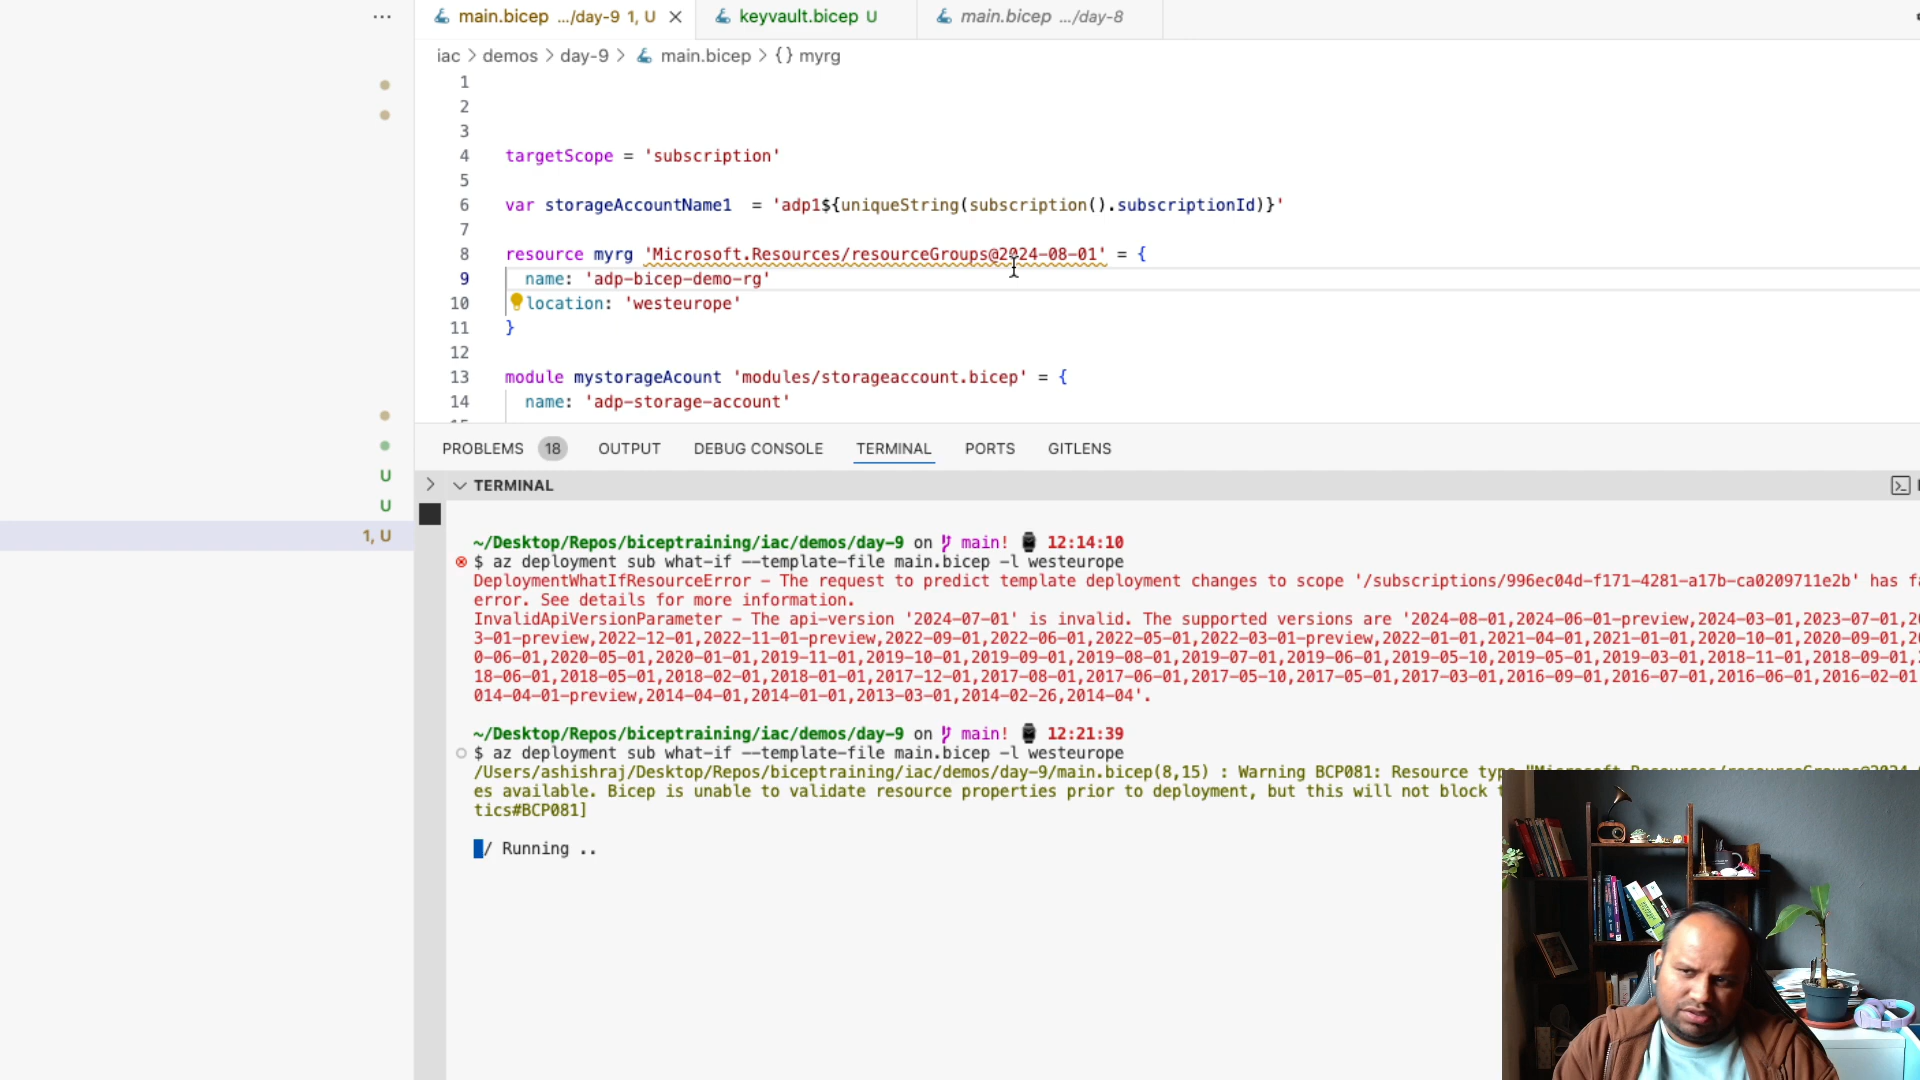 main.bicep .../day-9 1, U
keyvault.bicep U
main.bicep .../day-8
iac > demos > day-9 > main.bicep > {} myrg
1
2
3
4 targetScope = 'subscription'
5
6 var storageAccountName1  = 'adp1${uniqueString(subscription().subscriptionId)}'
7
8 resource myrg 'Microsoft.Resources/resourceGroups@2024-08-01' = {
9 name: 'adp-bicep-demo-rg'
10 location: 'westeurope'
11 }
12
13 module mystorageAcount 'modules/storageaccount.bicep' = {
14 name: 'adp-storage-account'
U
U
1, U
PROBLEMS 18 OUTPUT DEBUG CONSOLE TERMINAL PORTS GITLENS
TERMINAL
~/Desktop/Repos/biceptraining/iac/demos/day-9 on main! 12:14:10
$ az deployment sub what-if --template-file main.bicep -l westeurope
DeploymentWhatIfResourceError - The request to predict template deployment changes to scope '/subscriptions/996ec04d-f171-4281-a17b-ca0209711e2b' has
error. See details for more information.
InvalidApiVersionParameter - The api-version '2024-07-01' is invalid. The supported versions are '2024-08-01,2024-06-01-preview,2024-03-01,2023-07-01,
3-01-preview,2022-12-01,2022-11-01-preview,2022-09-01,2022-06-01,2022-05-01,2022-03-01-preview,2022-01-01,2021-04-01,2021-01-01,2020-10-01,2020-09-01,
0-06-01,2020-05-01,2020-01-01,2019-11-01,2019-10-01,2019-09-01,2019-08-01,2019-07-01,2019-06-01,2019-05-10,2019-05-01,2019-03-01,2018-11-01,2018-09-01,
18-06-01,2018-05-01,2018-02-01,2018-01-01,2017-12-01,2017-08-01,2017-06-01,2017-05-10,2017-05-01,2017-03-01,2016-09-01,2016-07-01,2016-06-01,2016-02-01
014-04-01-preview,2014-04-01,2014-01-01,2013-03-01,2014-02-26,2014-04'.
~/Desktop/Repos/biceptraining/iac/demos/day-9 on main! 12:21:39
$ az deployment sub what-if --template-file main.bicep -l westeurope
/Users/ashishraj/Desktop/Repos/biceptraining/iac/demos/day-9/main.bicep(8,15) : Warning BCP081: Resource
es available. Bicep is unable to validate resource properties prior to deployment, but this will not block
tics#BCP081]
/ Running ..